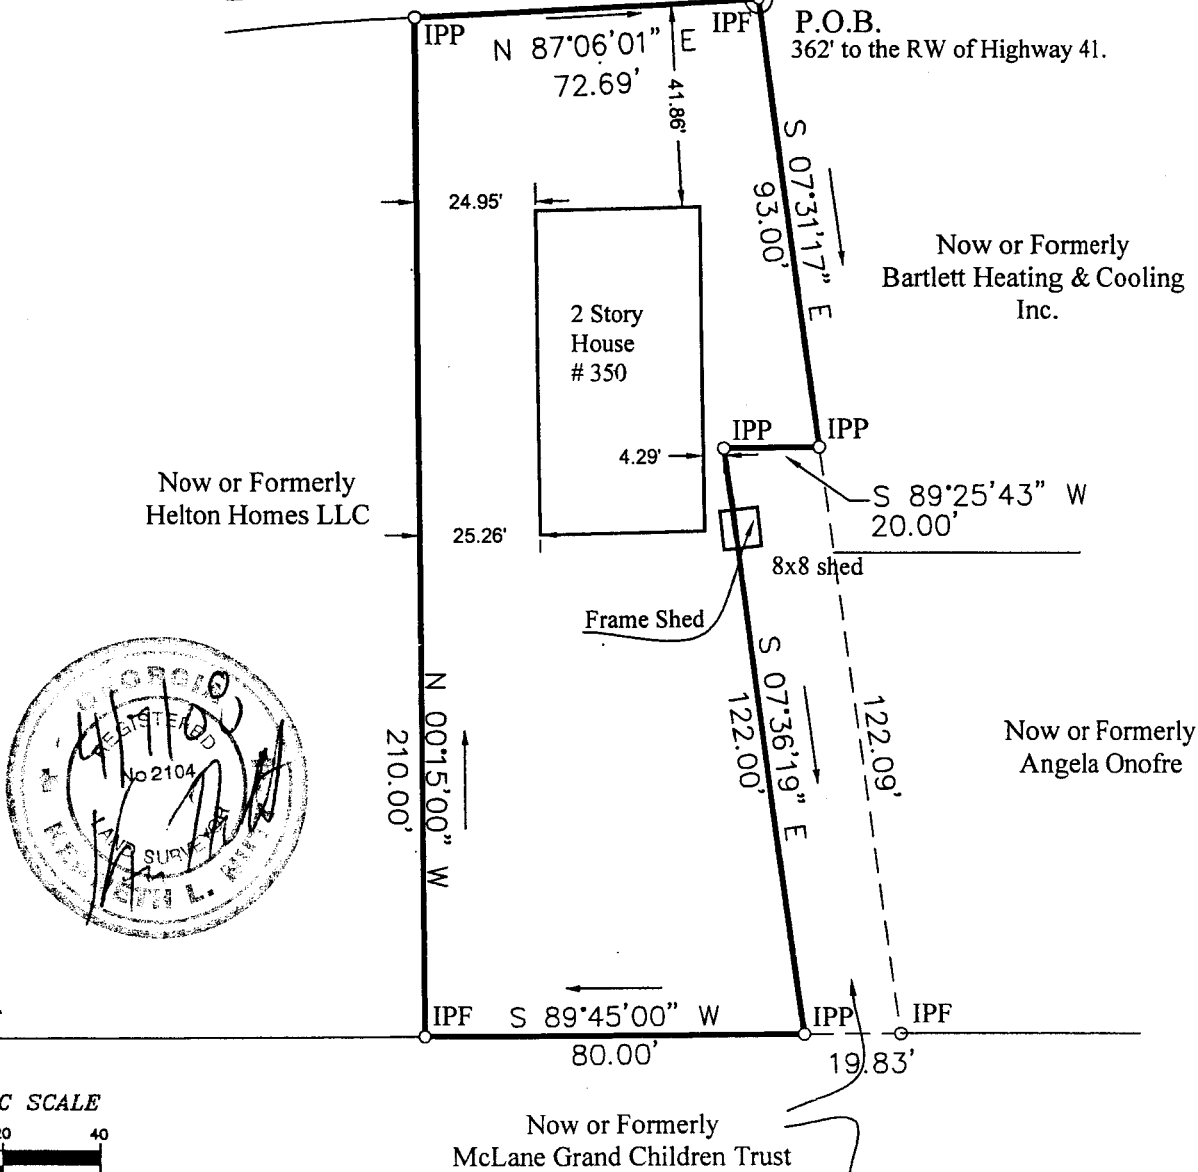 IPP
N 87°06'01" E
72.69'
IPF
P.O.B.
362' to the RW of Highway 41.
41.86'
S 07°31'17" E
93.00'
24.95'
Now or Formerly
Bartlett Heating & Cooling
Inc.
2 Story
House
# 350
IPP
IPP
4.29'
S 89°25'43" W
20.00'
Now or Formerly
Helton Homes LLC
25.26'
8x8 shed
Frame Shed
S 07°36'19" E
122.00'
122.09'
N 00°15'00" W
210.00'
Now or Formerly
Angela Onofre
GEORGIA
REGISTERED
No 2104
LAND SURVEYOR
IPF
S 89°45'00" W
80.00'
IPP
IPF
19.83'
C SCALE
40
Now or Formerly
McLane Grand Children Trust